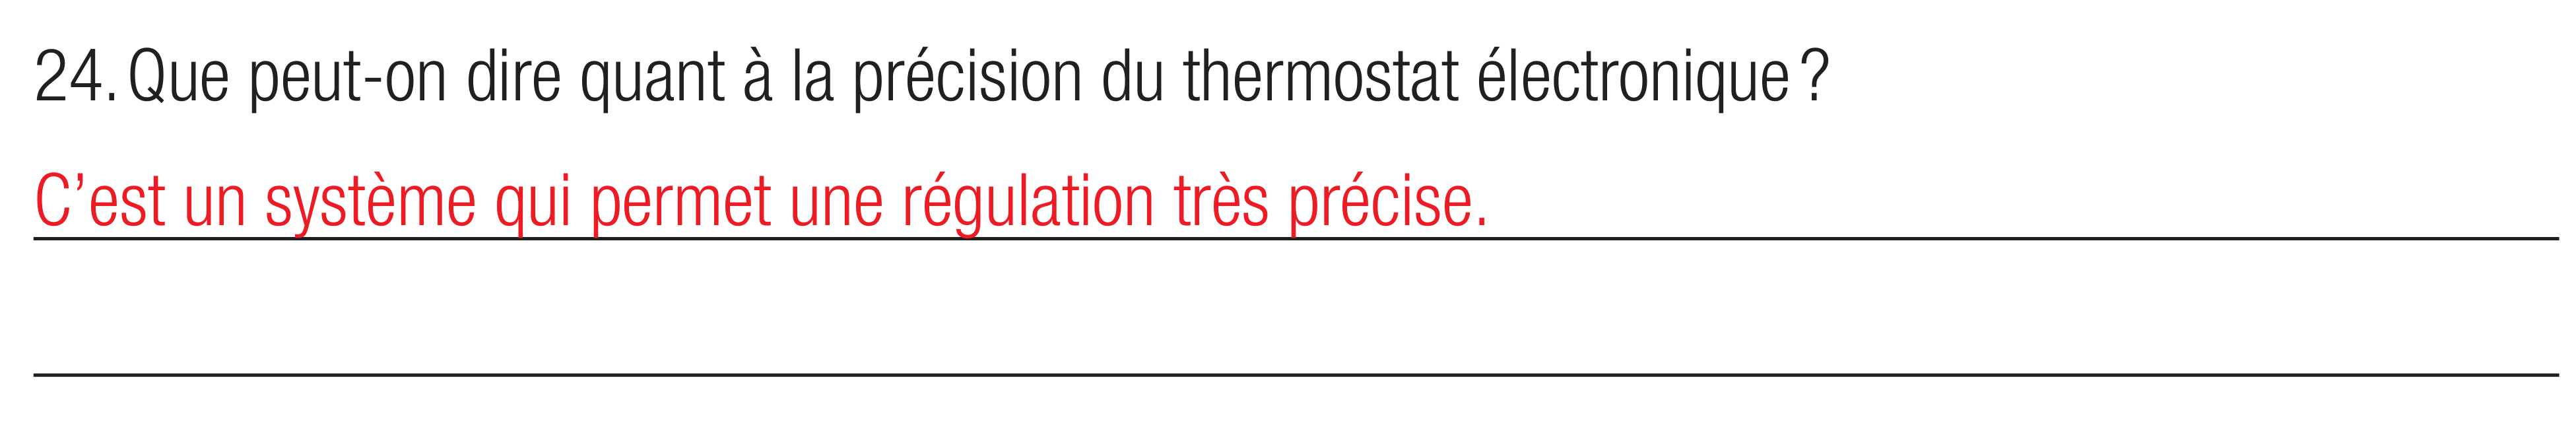 24. Que peut-on dire quant à la précision du thermostat électronique ?
C’est un système qui permet une régulation très précise.